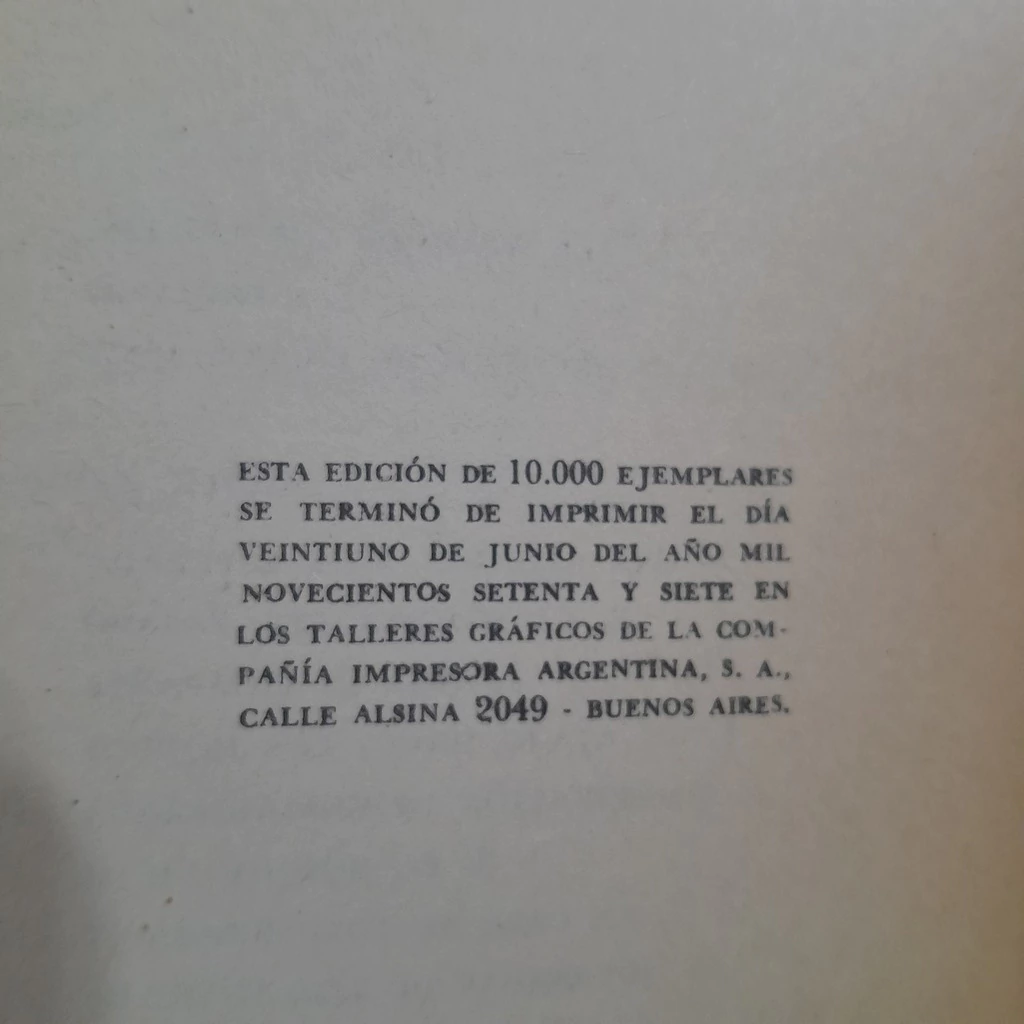 ESTA EDICIÓN DE 10.000 EJEMPLARES
SE TERMINÓ DE IMPRIMIR EL DÍA
VEINTIUNO DE JUNIO DEL AÑO MIL
NOVECIENTOS SETENTA Y SIETE EN
LOS TALLERES GRÁFICOS DE LA COM-
PAÑÍA IMPRESORA ARGENTINA, S. A.,
CALLE ALSINA 2049 - BUENOS AIRES.